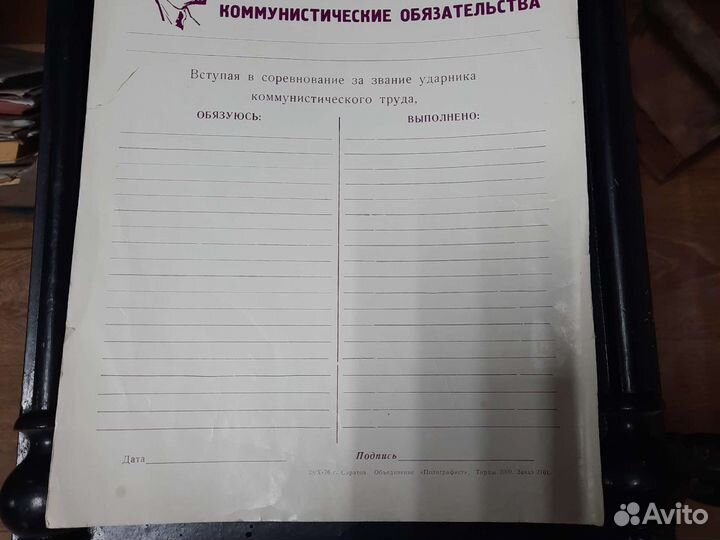 КОММУНИСТИЧЕСКИЕ ОБЯЗАТЕЛЬСТВА
Вступая в соревнование за звание ударника
коммунистического труда,
ОБЯЗУЮСЬ:
ВЫПОЛНЕНО:
Дата
Подпись
X-76 г. Саратов. Объединение «Полиграфист», Тираж Заказ
Avito